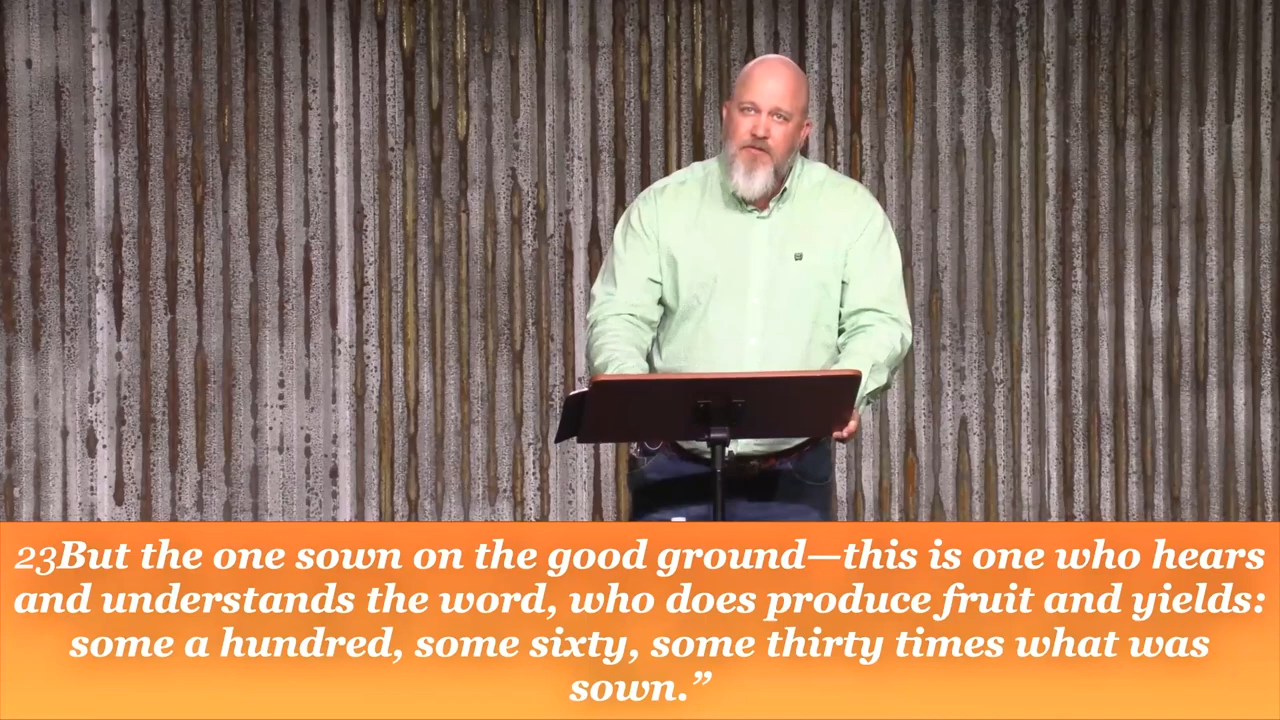 23But the one sown on the good ground—this is one who hears
and understands the word, who does produce fruit and yields:
some a hundred, some sixty, some thirty times what was
sown.”